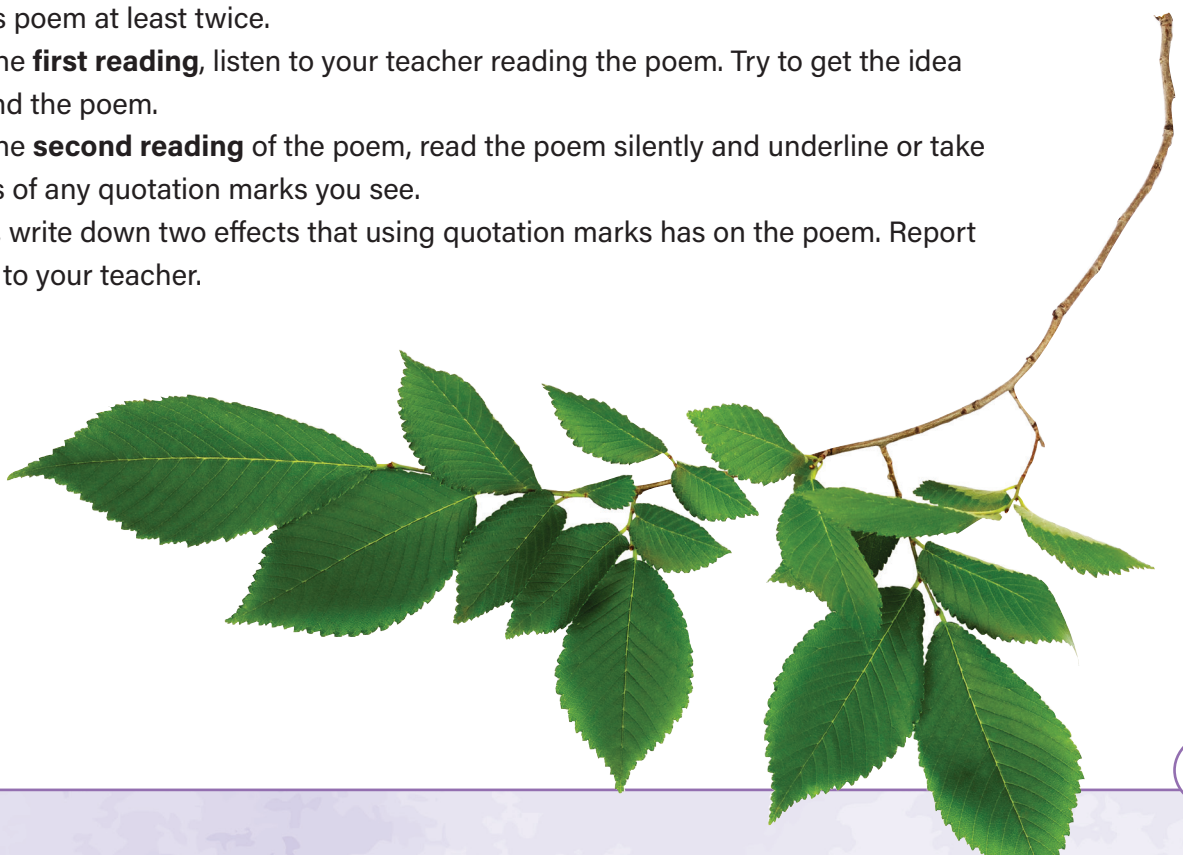 s poem at least twice.
ne first reading, listen to your teacher reading the poem. Try to get the idea
nd the poem.
ne second reading of the poem, read the poem silently and underline or take
s of any quotation marks you see.
, write down two effects that using quotation marks has on the poem. Report
to your teacher.